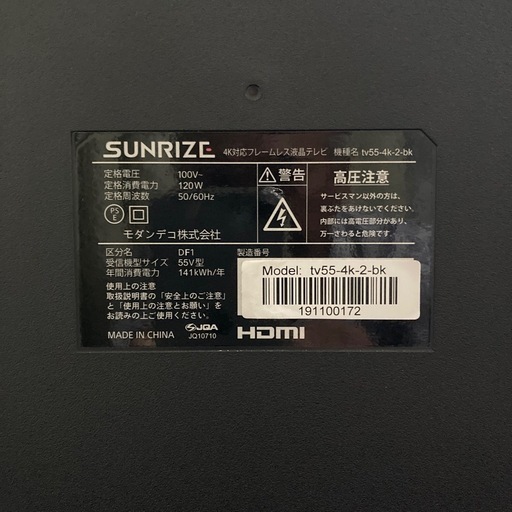 SUNRIZE 4K対応フレームレス液晶テレビ 機種名 tv55-4k-2-bk
定格電圧 100V~
定格消費電力 120W
定格周波数 50/60Hz
PS
E
モダンデコ株式会社
警告 高圧注意
サービスマン以外の方は、
裏ぶたをあけないでください。
内部には高電圧部分があり、
万一さわると危険です。
区分名 DF1
受信機型サイズ 55V型
年間消費電力 141kWh/年
製造番号
Model: tv55-4k-2-bk
191100172
使用上の注意
取扱説明書の「安全上のご注意」
と「使用上の注意とお願い」を
お読みの上ご使用ください。
MADE IN CHINA
JQA
JQ10710
HDMI